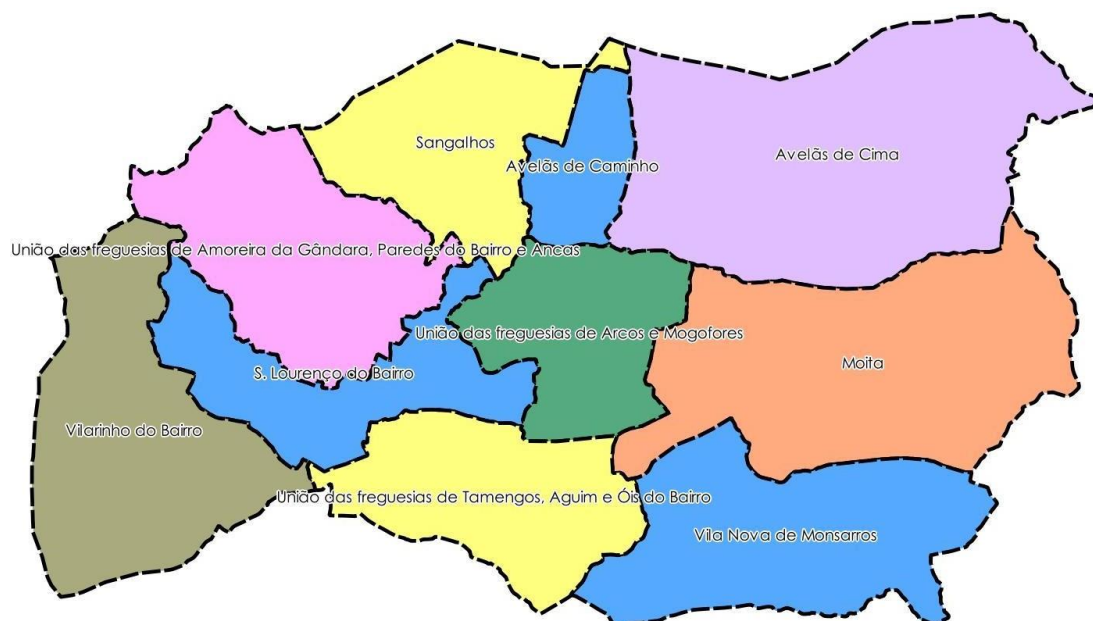 Sangalhos
Avelãs de Caminho
Avelãs de Cima
União das freguesias de Amoreira da Gândara, Paredes do Bairro e Ancas
União das freguesias de Arcos e Mogofores
Moita
S. Lourenço do Bairro
Vilarinho do Bairro
União das freguesias de Tamengos, Aguim e Óis do Bairro
Vila Nova de Monsarros